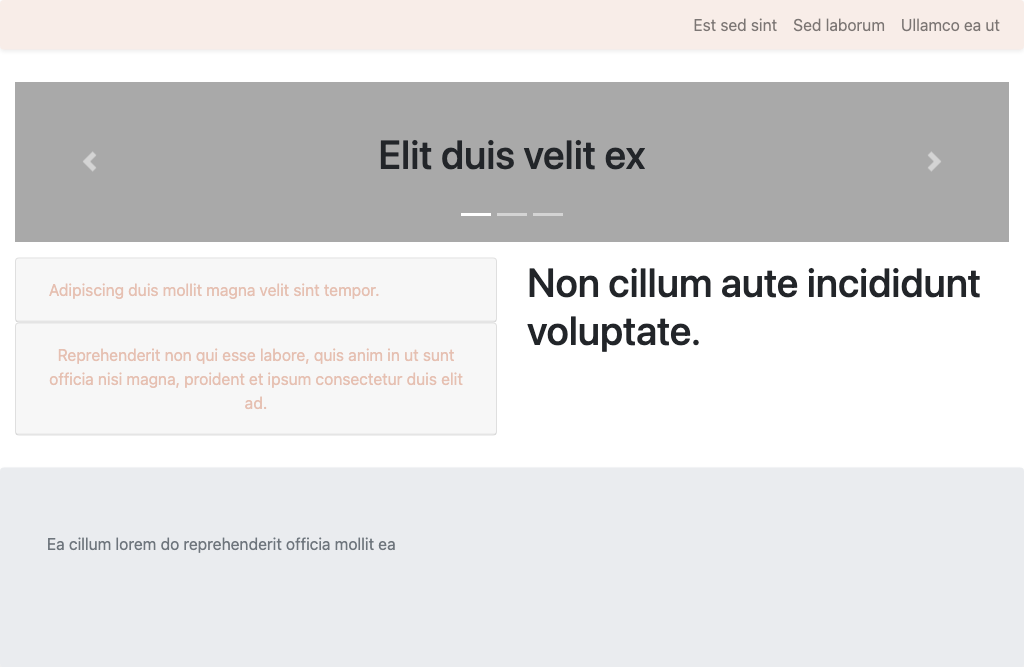 Est sed sint Sed laborum Ullamco ea ut
Elit duis velit ex
Adipiscing duis mollit magna velit sint tempor.
Reprehenderit non qui esse labore, quis anim in ut sunt
officia nisi magna, proident et ipsum consectetur duis elit
ad.
Non cillum aute incididunt
voluptate.
Ea cillum lorem do reprehenderit officia mollit ea